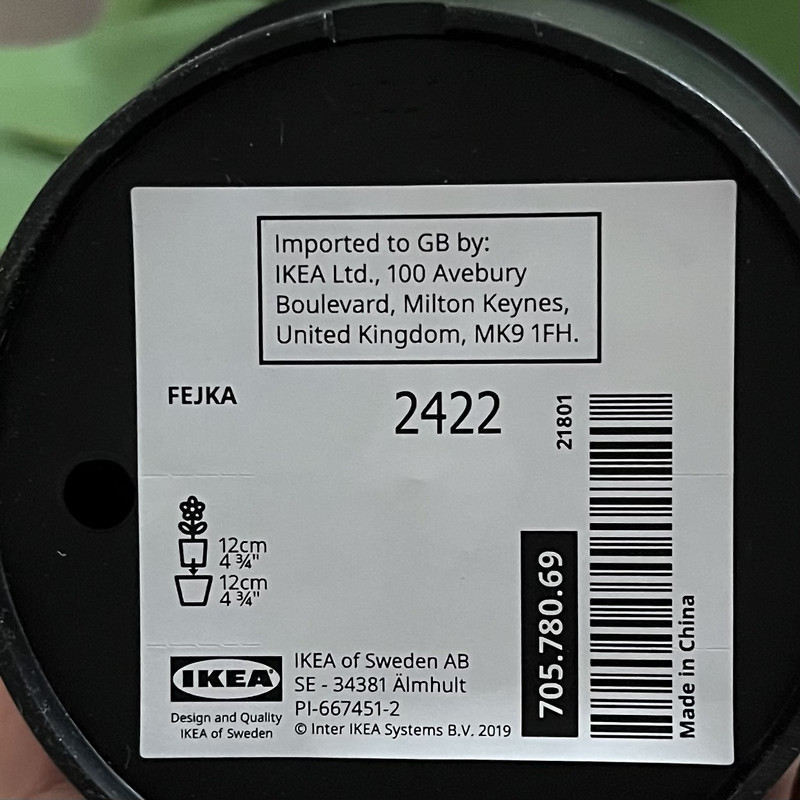 Imported to GB by:
IKEA Ltd., 100 Avebury
Boulevard, Milton Keynes,
United Kingdom, MK9 1FH.
FEJKA
2422
21801
12cm
4 ¾"
12cm
4 ¾"
705.780.69
Made in China
IKEA
Design and Quality
IKEA of Sweden
IKEA of Sweden AB
SE - 34381 Älmhult
PI-667451-2
© Inter IKEA Systems B.V. 2019